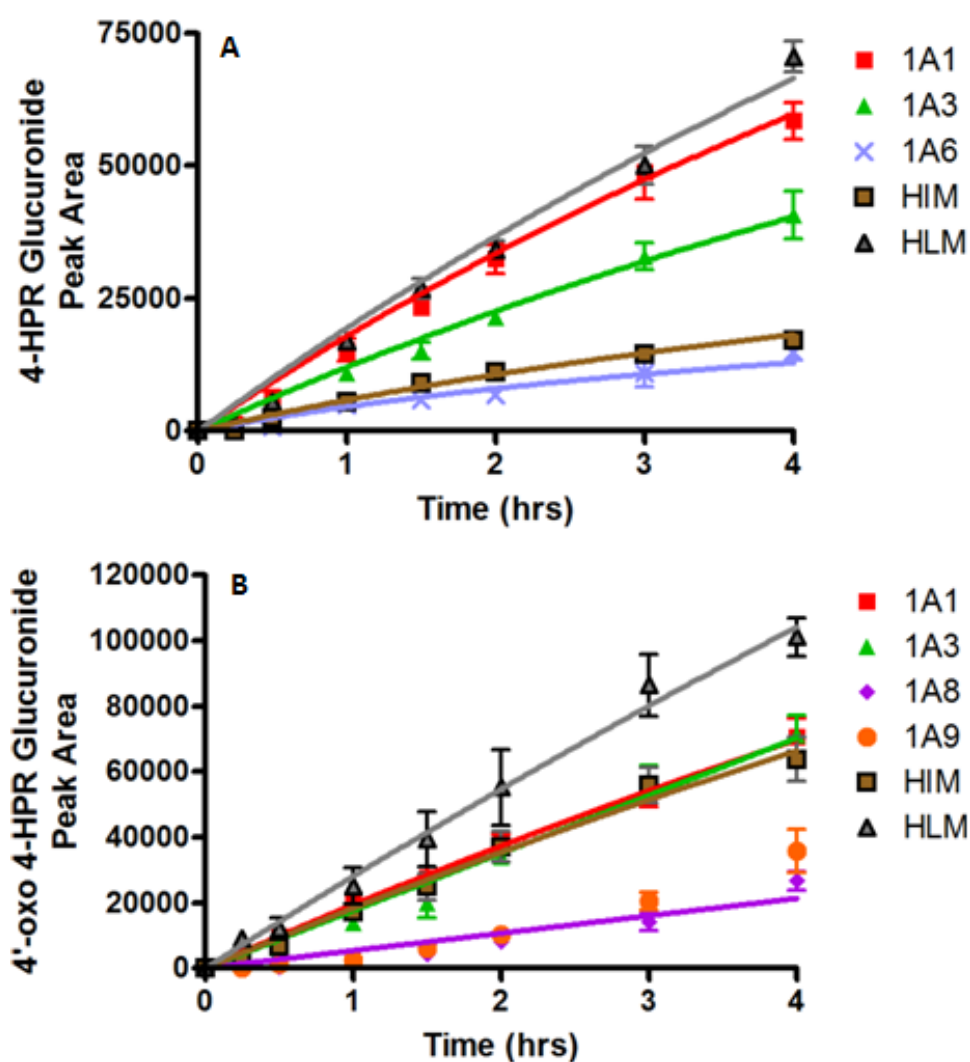 A
75000
50000
25000
0
0 1 2 3 4
Time (hrs)
4-HPR Glucuronide
Peak Area
1A1
1A3
1A6
HIM
HLM
B
120000
100000
80000
60000
40000
20000
0
0 1 2 3 4
Time (hrs)
4'-oxo 4-HPR Glucuronide
Peak Area
1A1
1A3
1A8
1A9
HIM
HLM